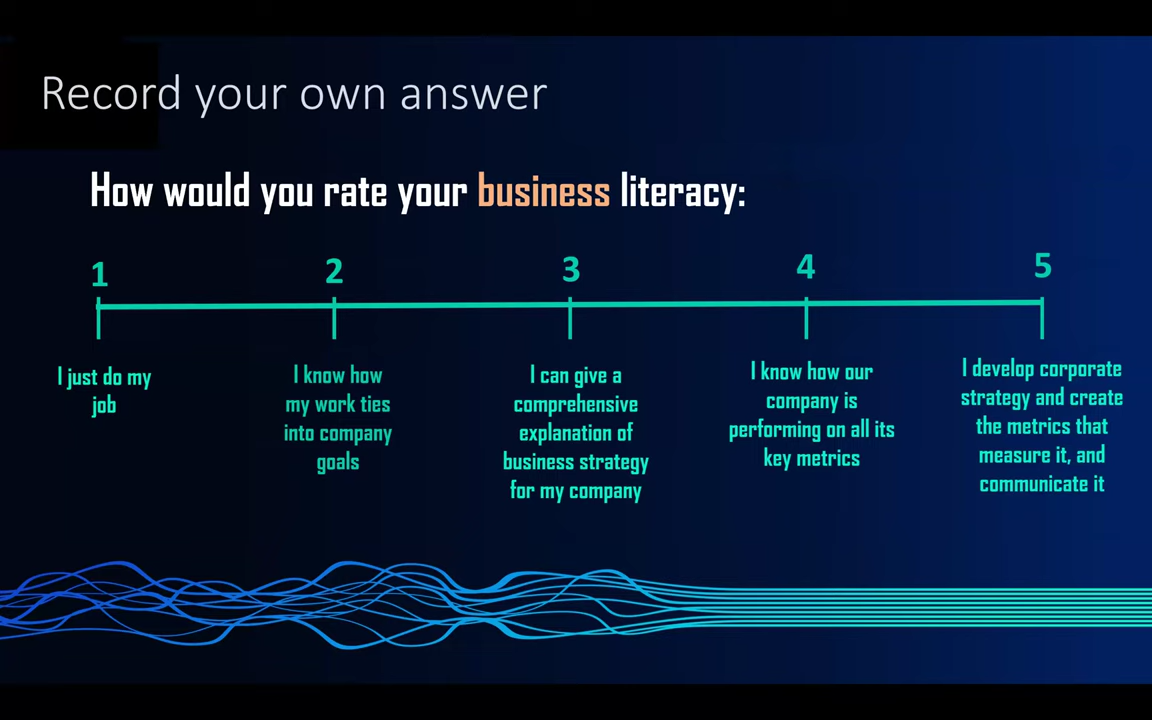 Record your own answer
How would you rate your business literacy:
1
2
3
4
5
I just do my
job
I know how
my work ties
into company
goals
I can give a
comprehensive
explanation of
business strategy
for my company
I know how our
company is
performing on all its
key metrics
I develop corporate
strategy and create
the metrics that
measure it, and
communicate it